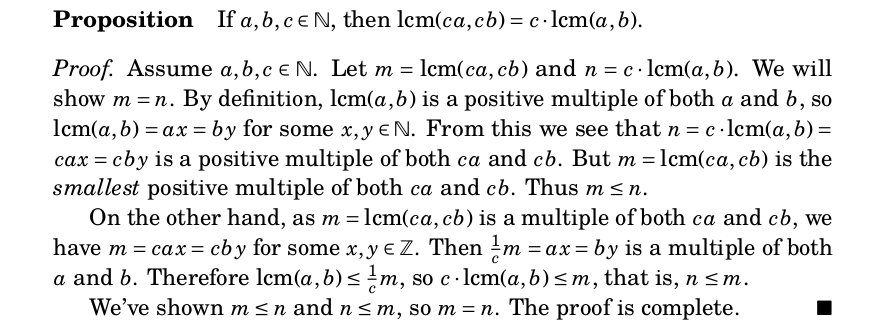 Proposition If a,b,c ∈ ℕ, then lcm(ca,cb) = c · lcm(a,b).
Proof. Assume a,b,c ∈ ℕ. Let m = lcm(ca,cb) and n = c · lcm(a,b). We will
show m = n. By definition, lcm(a,b) is a positive multiple of both a and b, so
lcm(a,b) = ax = by for some x,y ∈ ℕ. From this we see that n = c · lcm(a,b) =
cax = cby is a positive multiple of both ca and cb. But m = lcm(ca,cb) is the
smallest positive multiple of both ca and cb. Thus m ≤ n.
On the other hand, as m = lcm(ca,cb) is a multiple of both ca and cb, we
have m = cax = cby for some x,y ∈ ℤ. Then 1/c m = ax = by is a multiple of both
a and b. Therefore lcm(a,b) ≤ 1/c m, so c · lcm(a,b) ≤ m, that is, n ≤ m.
We’ve shown m ≤ n and n ≤ m, so m = n. The proof is complete. ■